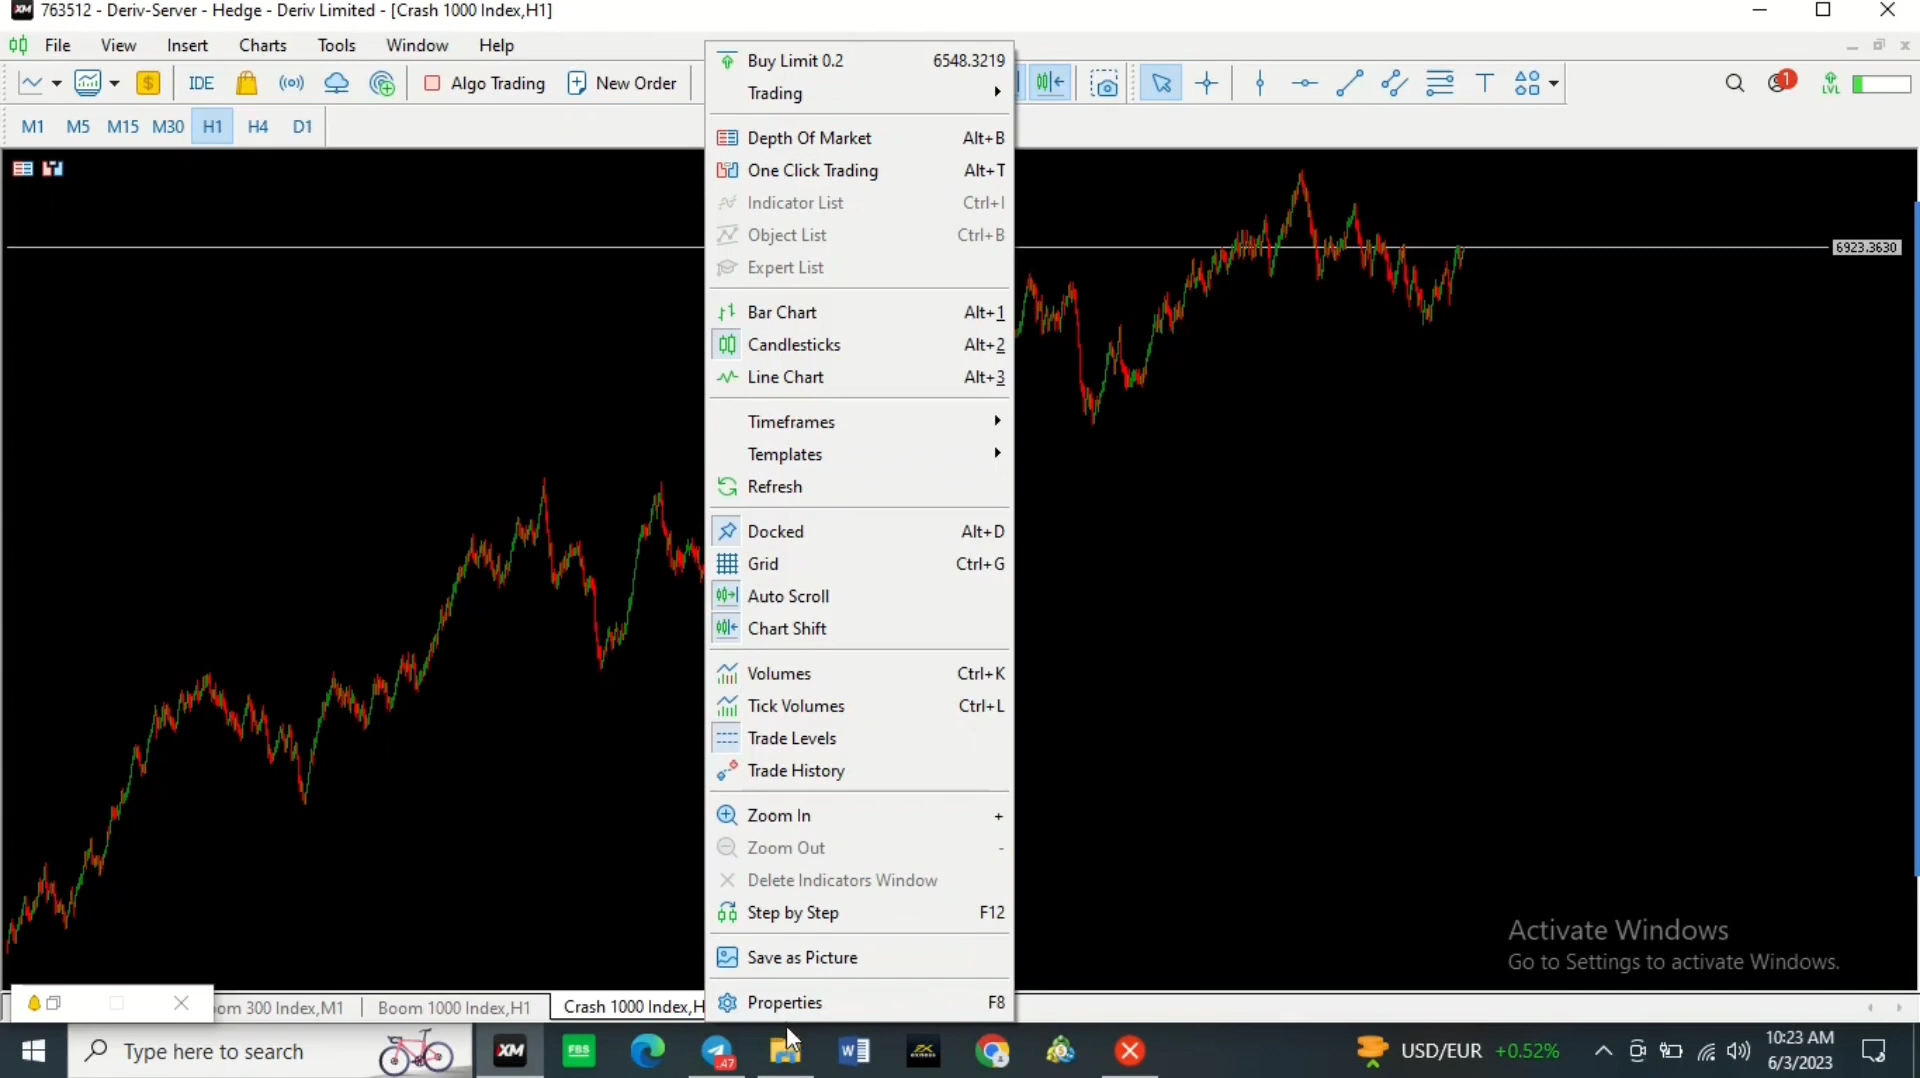 XM 763512 - Deriv-Server - Hedge - Deriv Limited - [Crash 1000 Index,H1]
File View Insert Charts Tools Window Help
$ IDE Algo Trading New Order T 1 LVL
M1 M5 M15 M30 H1 H4 D1
Buy Limit 0.2 6548.3219
Trading
Depth Of Market Alt+B
One Click Trading Alt+T
Indicator List Ctrl+I
Object List Ctrl+B
Expert List
6923.3630
Bar Chart Alt+1
Candlesticks Alt+2
Line Chart Alt+3
Timeframes
Templates
Refresh
Docked Alt+D
Grid Ctrl+G
Auto Scroll
Chart Shift
Volumes Ctrl+K
Tick Volumes Ctrl+L
Trade Levels
Trade History
Zoom In +
Zoom Out -
Delete Indicators Window
Step by Step F12
Save as Picture
Properties F8
Activate Windows
Go to Settings to activate Windows.
om 300 Index,M1 Boom 1000 Index,H1 Crash 1000 Index,H
Type here to search XM FBS 47 W USD/EUR +0.52% 10:23 AM
6/3/2023